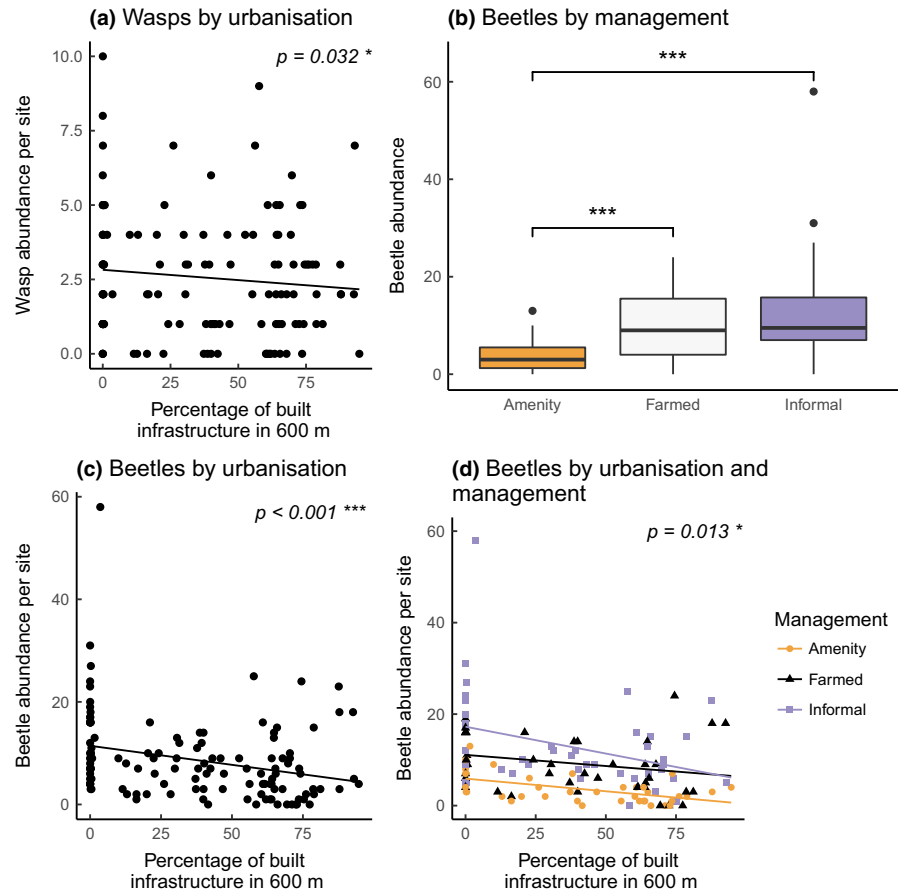 (a) Wasps by urbanisation
p = 0.032 *
Wasp abundance per site
10.0
7.5
5.0
2.5
0.0
0 25 50 75
Percentage of built
infrastructure in 600 m
(b) Beetles by management
***
***
Beetle abundance
60
40
20
0
Amenity Farmed Informal
(c) Beetles by urbanisation
p < 0.001 ***
Beetle abundance per site
60
40
20
0
0 25 50 75
Percentage of built
infrastructure in 600 m
(d) Beetles by urbanisation and
management
p = 0.013 *
Beetle abundance per site
60
40
20
0
0 25 50 75
Percentage of built
infrastructure in 600 m
Management
Amenity
Farmed
Informal